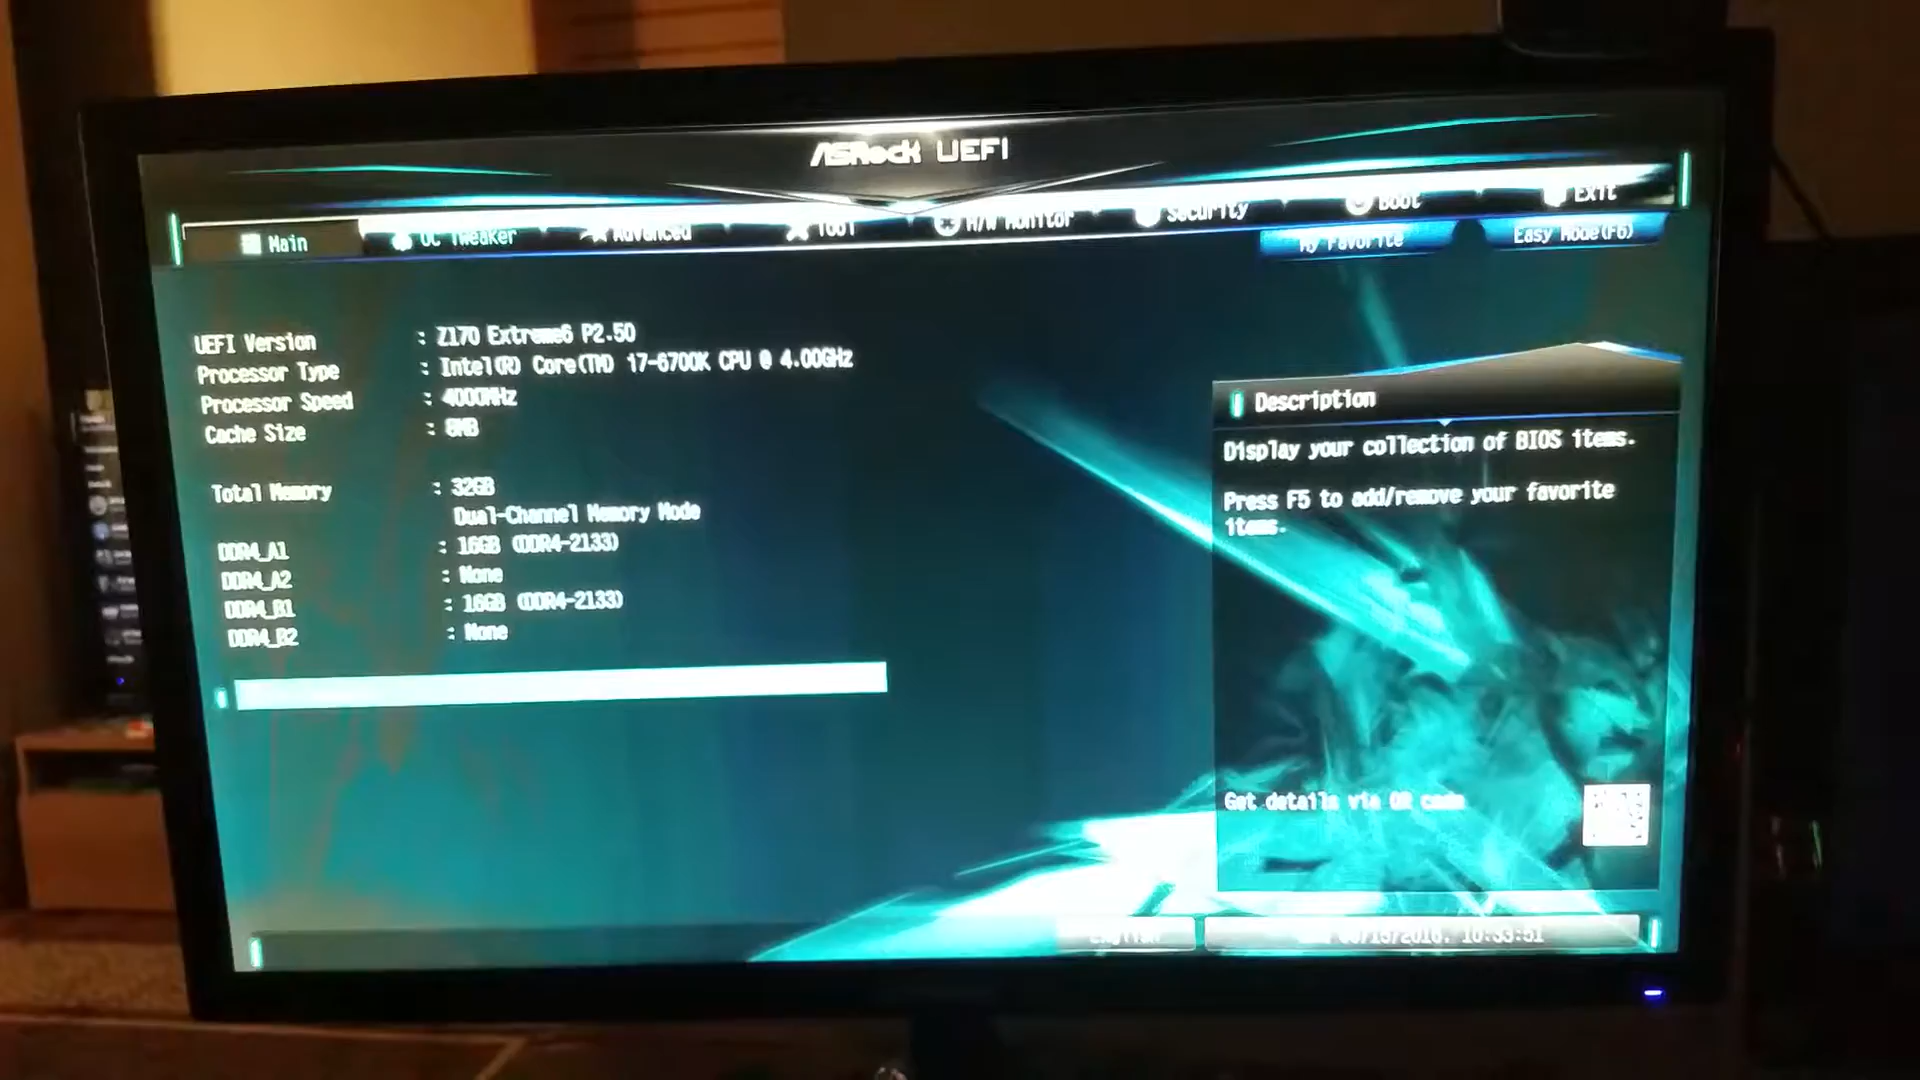 ASRock UEFI
Main OC Tweaker Advanced Tool H/W Monitor Security Boot Exit
My Favorite Easy Mode(F6)
UEFI Version : Z170 Extreme6 P2.50
Processor Type : Intel(R) Core(TM) i7-6700K CPU @ 4.00GHz
Processor Speed : 4000MHz
Cache Size : 8MB
Total Memory : 32GB
Dual-Channel Memory Mode
DDR4_A1 : 16GB (DDR4-2133)
DDR4_A2 : None
DDR4_B1 : 16GB (DDR4-2133)
DDR4_B2 : None
Description
Display your collection of BIOS items.
Press F5 to add/remove your favorite
items.
Get details via QR code
English